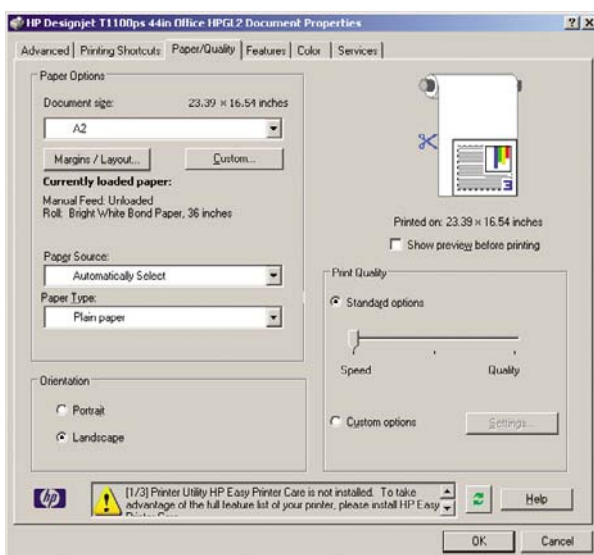 HP Designjet T1100ps 44in Office HPGL2 Document Properties
Advanced Printing Shortcuts Paper/Quality Features Color Services
Paper Options
Document size: 23.39 × 16.54 inches
A2
Margins / Layout... Custom...
Currently loaded paper:
Manual Feed: Unloaded
Roll: Bright White Bond Paper, 36 inches
Paper Source:
Automatically Select
Paper Type:
Plain paper
Orientation
Portrait
Landscape
3
Printed on: 23.39 × 16.54 inches
Show preview before printing
Print Quality
Standard options
Speed Quality
Custom options Settings...
hp
[1/3] Printer Utility HP Easy Printer Care is not installed. To take
advantage of the full feature list of your printer, please install HP Easy
Printer Care
Help
OK Cancel